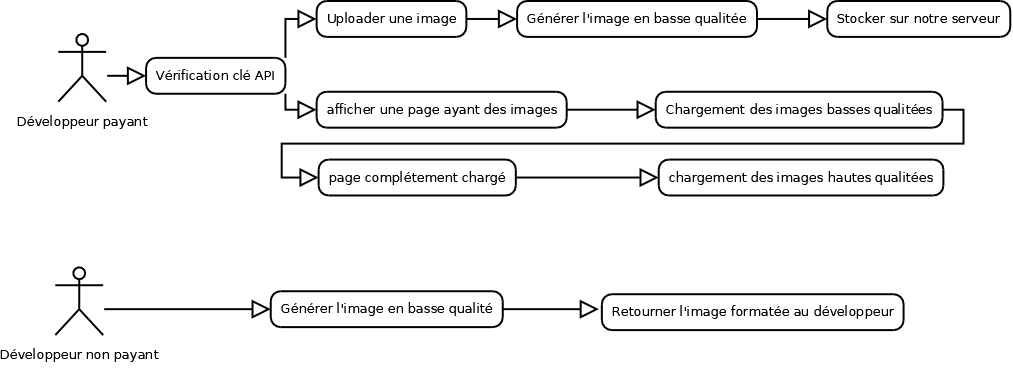 Uploader une image
Générer l'image en basse qualitée
Stocker sur notre serveur
Vérification clé API
Développeur payant
afficher une page ayant des images
Chargement des images basses qualitées
page complétement chargé
chargement des images hautes qualitées
Générer l'image en basse qualité
Retourner l'image formatée au développeur
Développeur non payant